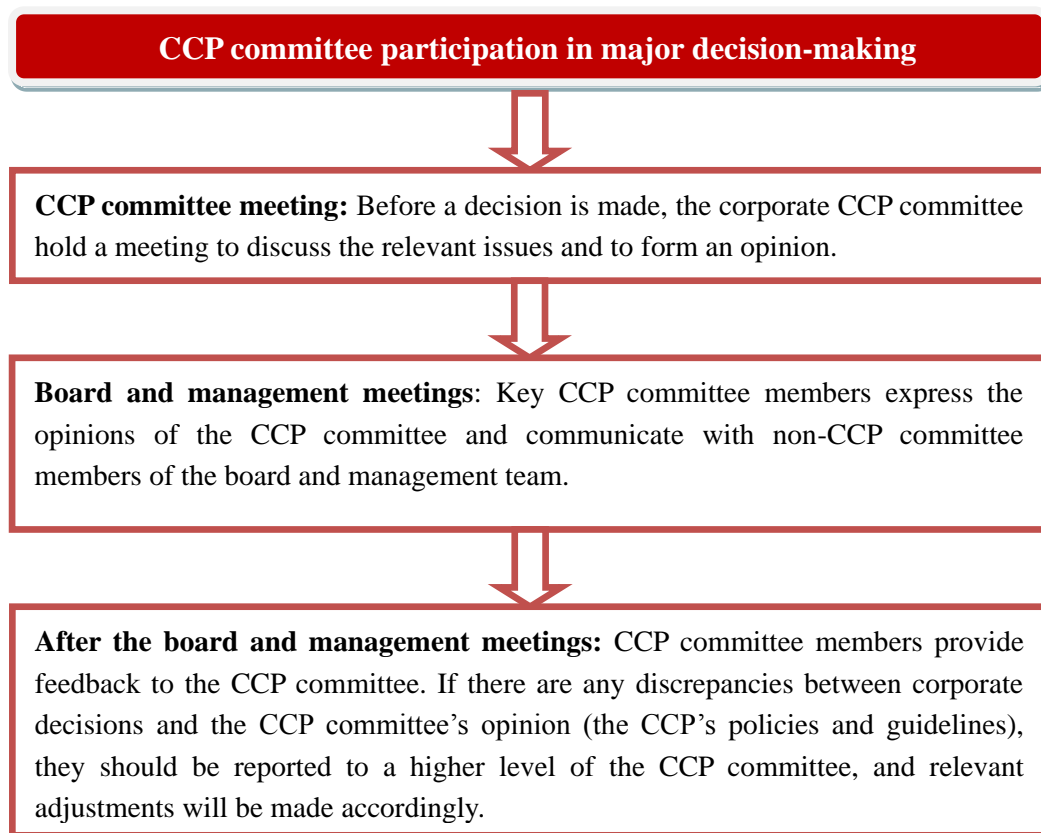 CCP committee participation in major decision-making
CCP committee meeting: Before a decision is made, the corporate CCP committee
hold a meeting to discuss the relevant issues and to form an opinion.
Board and management meetings: Key CCP committee members express the
opinions of the CCP committee and communicate with non-CCP committee
members of the board and management team.
After the board and management meetings: CCP committee members provide
feedback to the CCP committee. If there are any discrepancies between corporate
decisions and the CCP committee’s opinion (the CCP’s policies and guidelines),
they should be reported to a higher level of the CCP committee, and relevant
adjustments will be made accordingly.